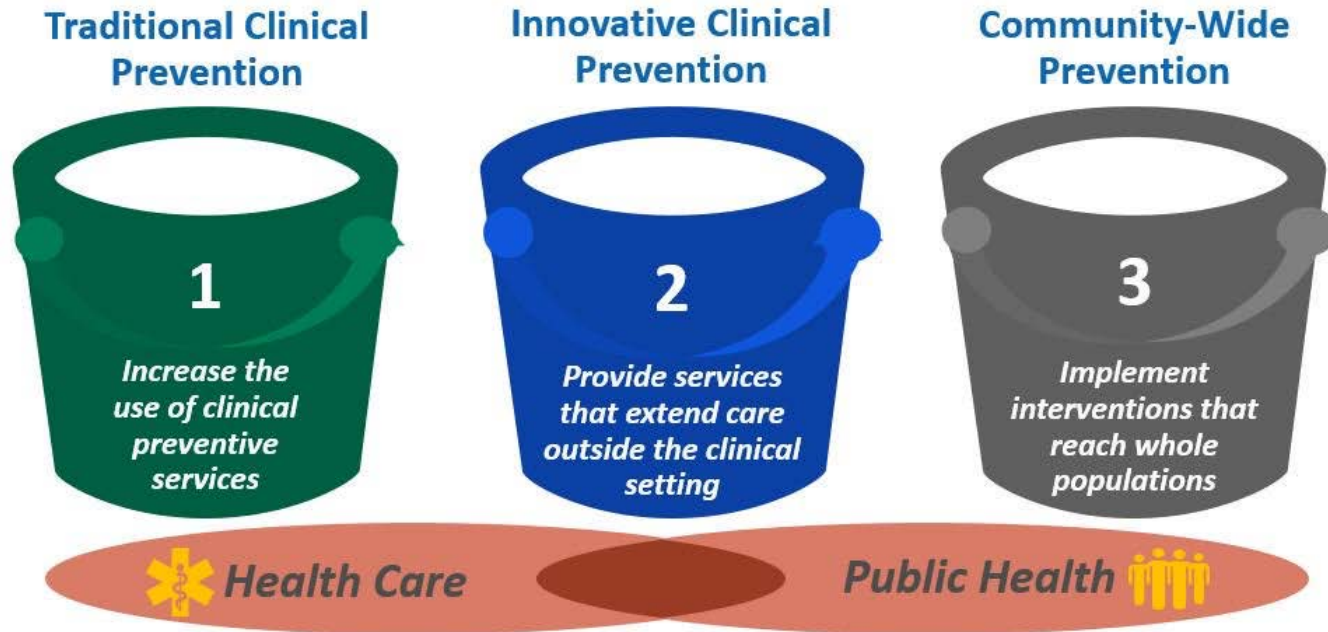 Traditional Clinical
Prevention
Innovative Clinical
Prevention
Community-Wide
Prevention
1
Increase the
use of clinical
preventive
services
2
Provide services
that extend care
outside the clinical
setting
3
Implement
interventions that
reach whole
populations
Health Care
Public Health